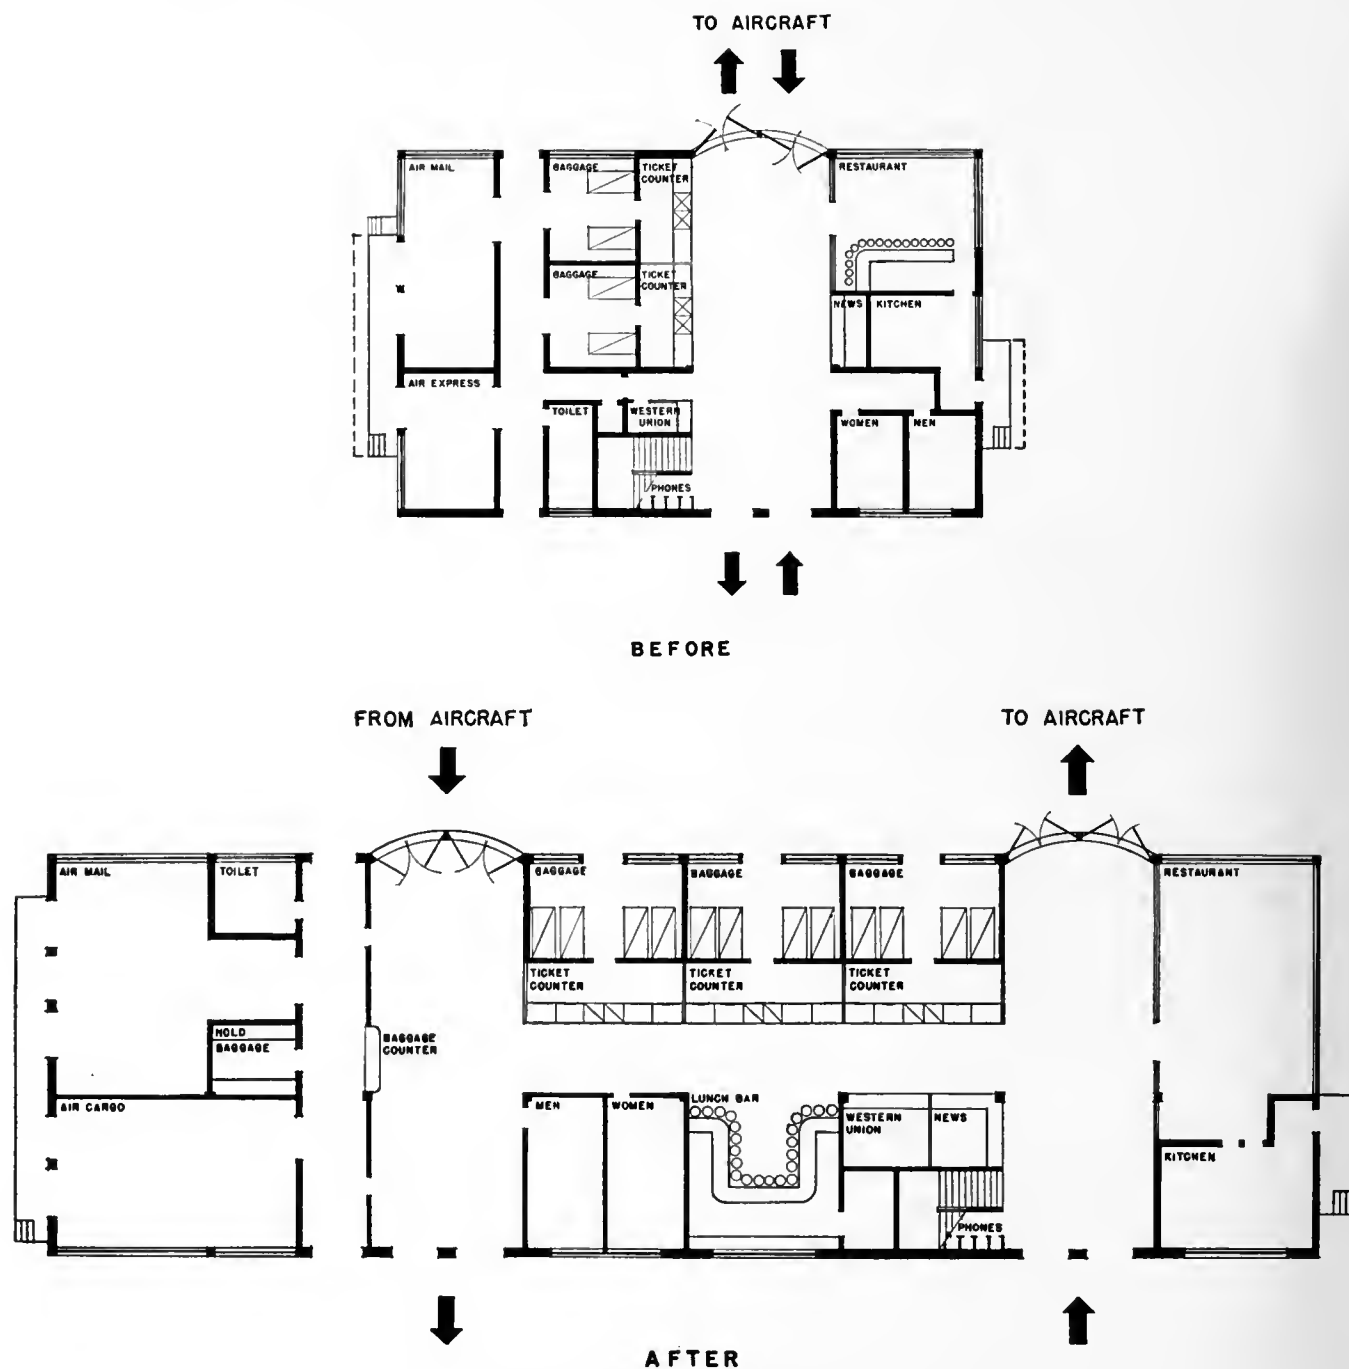 TO AIRCRAFT
AIR MAIL
BAGGAGE
TICKET
COUNTER
RESTAURANT
BAGGAGE
TICKET
COUNTER
NEWS
KITCHEN
AIR EXPRESS
TOILET
WESTERN
UNION
WOMEN
MEN
PHONES
BEFORE
FROM AIRCRAFT
TO AIRCRAFT
AIR MAIL
TOILET
BAGGAGE
BAGGAGE
BAGGAGE
RESTAURANT
TICKET
COUNTER
TICKET
COUNTER
TICKET
COUNTER
HOLD
BAGGAGE
BAGGAGE
COUNTER
AIR CARGO
MEN
WOMEN
LUNCH BAR
WESTERN
UNION
NEWS
KITCHEN
PHONES
AFTER